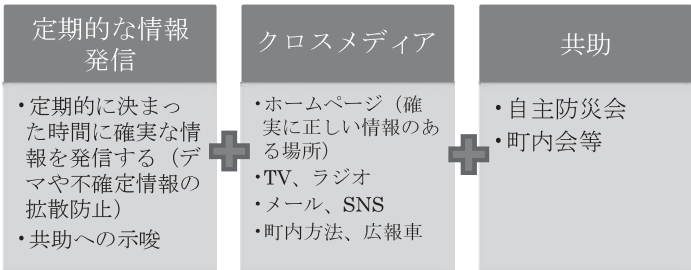 定期的な情報
発信
・定期的に決まっ
た時間に確実な情
報を発信する（デ
マや不確定情報の
拡散防止）
・共助への示唆
クロスメディア
・ホームページ（確
実に正しい情報のあ
る場所）
・TV、ラジオ
・メール、SNS
・町内方法、広報車
共助
・自主防災会
・町内会等